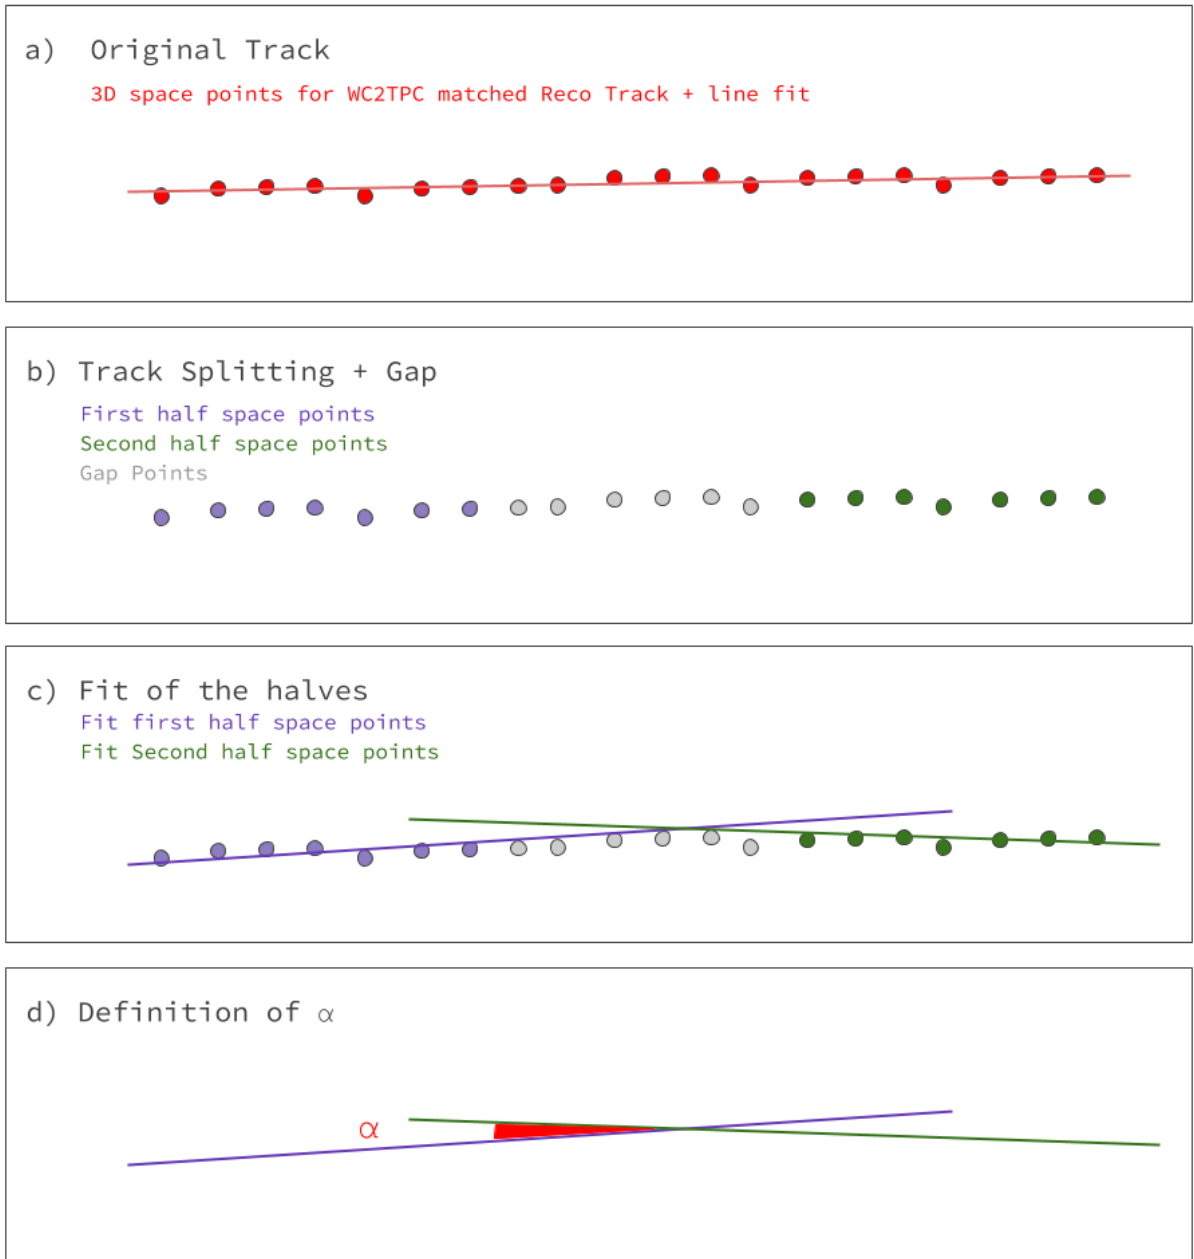 a) Original Track
3D space points for WC2TPC matched Reco Track + line fit
b) Track Splitting + Gap
First half space points
Second half space points
Gap Points
c) Fit of the halves
Fit first half space points
Fit Second half space points
d) Definition of α
α